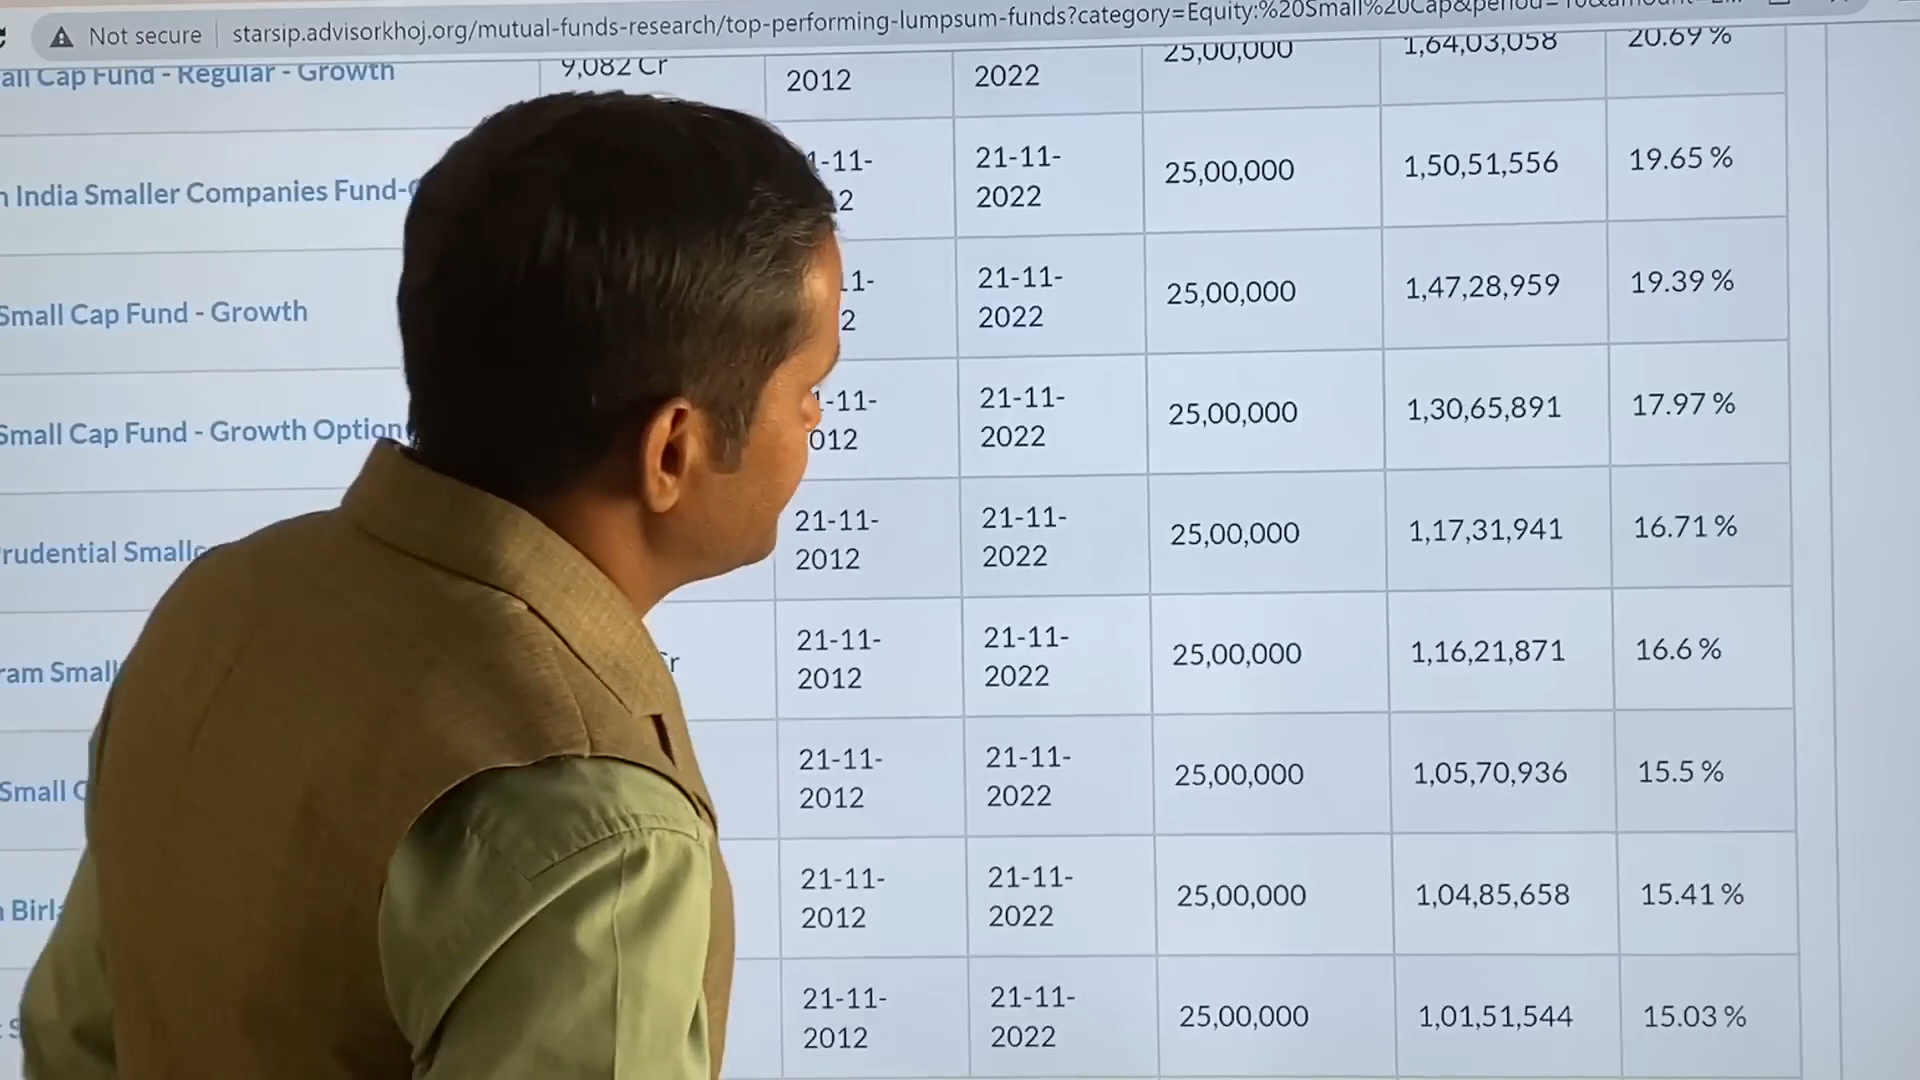 Not secure starsip.advisorkhoj.org/mutual-funds-research/top-performing-lumpsum-funds?category=Equity:%20Small%20Cap&period=
Cap Fund - Regular - Growth 9,082 Cr 2012 2022 25,00,000 1,64,03,058 20.69 %
India Smaller Companies Fund- 21-11- 25,00,000 1,50,51,556 19.65 %
2022
Small Cap Fund - Growth 21-11- 25,00,000 1,47,28,959 19.39 %
2022
Small Cap Fund - Growth Option 21-11- 25,00,000 1,30,65,891 17.97 %
2022
21-11- 21-11- 25,00,000 1,17,31,941 16.71 %
2012 2022
21-11- 21-11- 25,00,000 1,16,21,871 16.6 %
2012 2022
Small 21-11- 21-11- 25,00,000 1,05,70,936 15.5 %
2012 2022
21-11- 21-11- 25,00,000 1,04,85,658 15.41 %
2012 2022
21-11- 21-11- 25,00,000 1,01,51,544 15.03 %
2012 2022